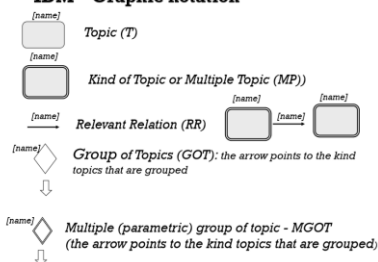 IDM - Graphic notation
[name]
Topic (T)
[name]
Kind of Topic or Multiple Topic (MP))
[name]
[name]
[name]
[name]
Relevant Relation (RR)
[name]
Group of Topics (GOT): the arrow points to the kind
topics that are grouped
[name]
Multiple (parametric) group of topic - MGOT
(the arrow points to the kind topics that are grouped)